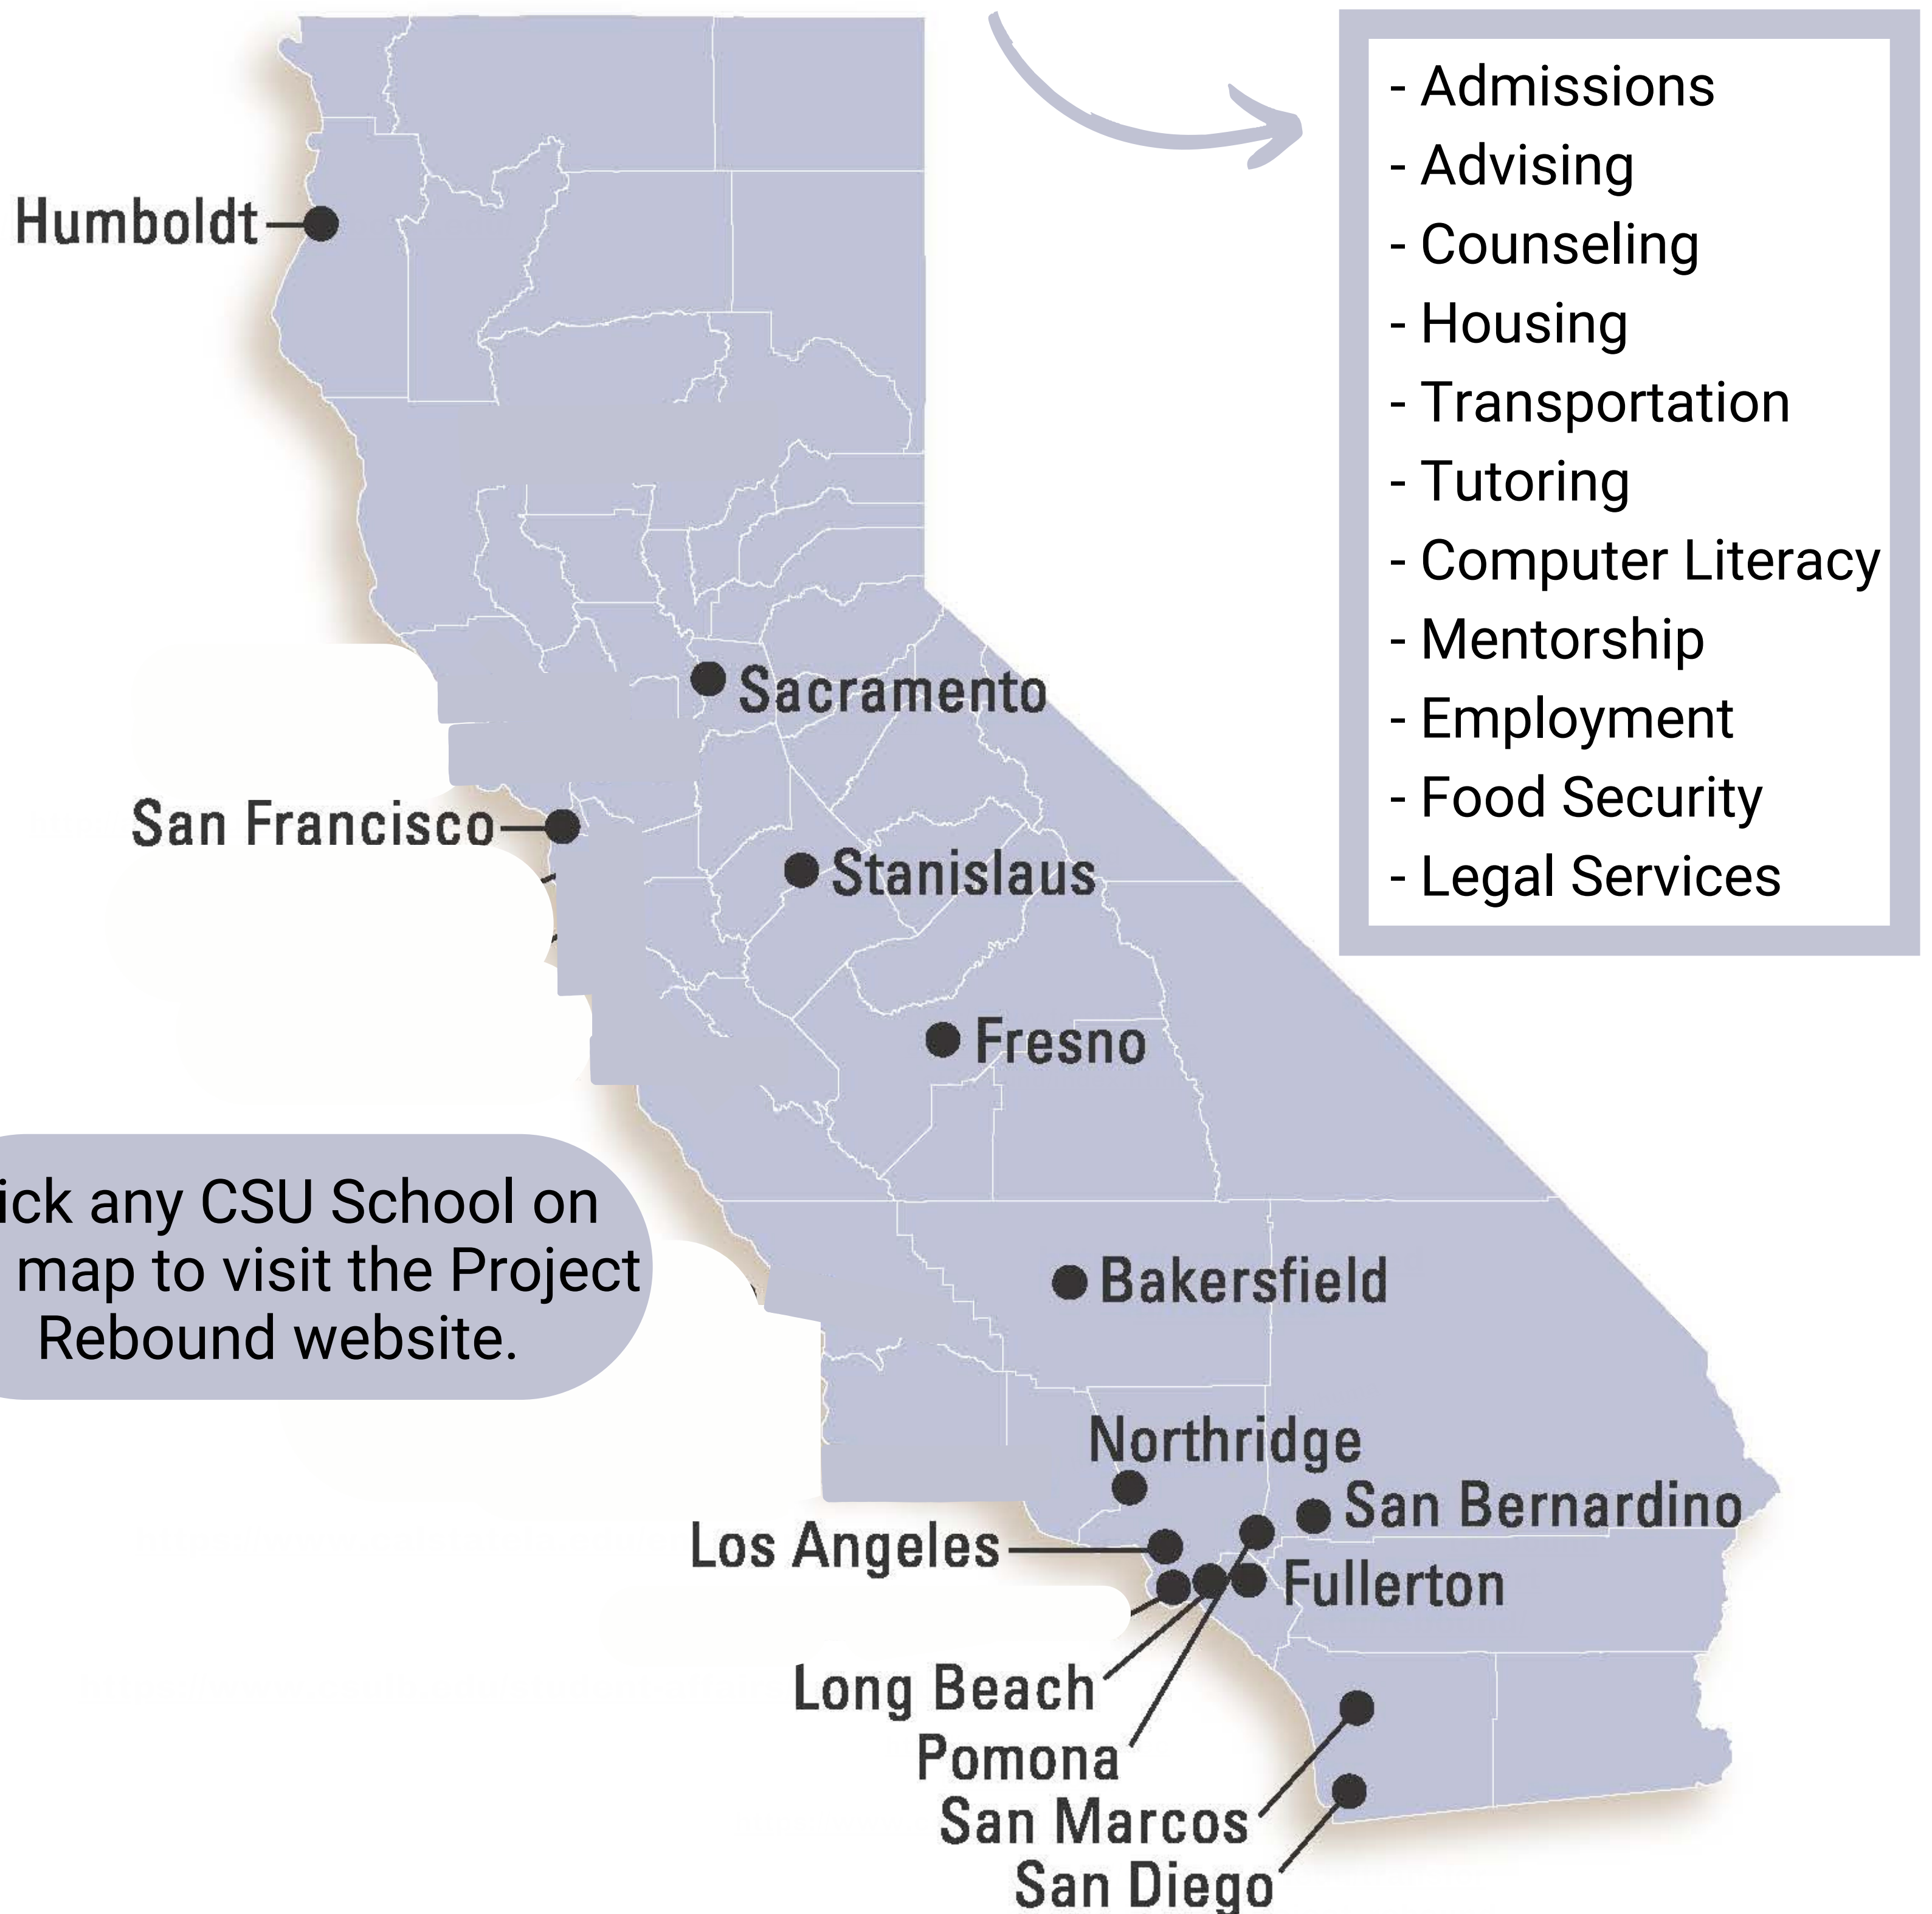 - Admissions
- Advising
- Counseling
- Housing
- Transportation
- Tutoring
- Computer Literacy
- Mentorship
- Employment
- Food Security
- Legal Services
Humboldt
Sacramento
San Francisco
Stanislaus
Fresno
ick any CSU School on
map to visit the Project
Rebound website.
Bakersfield
Northridge
San Bernardino
Los Angeles
Fullerton
Long Beach
Pomona
San Marcos
San Diego